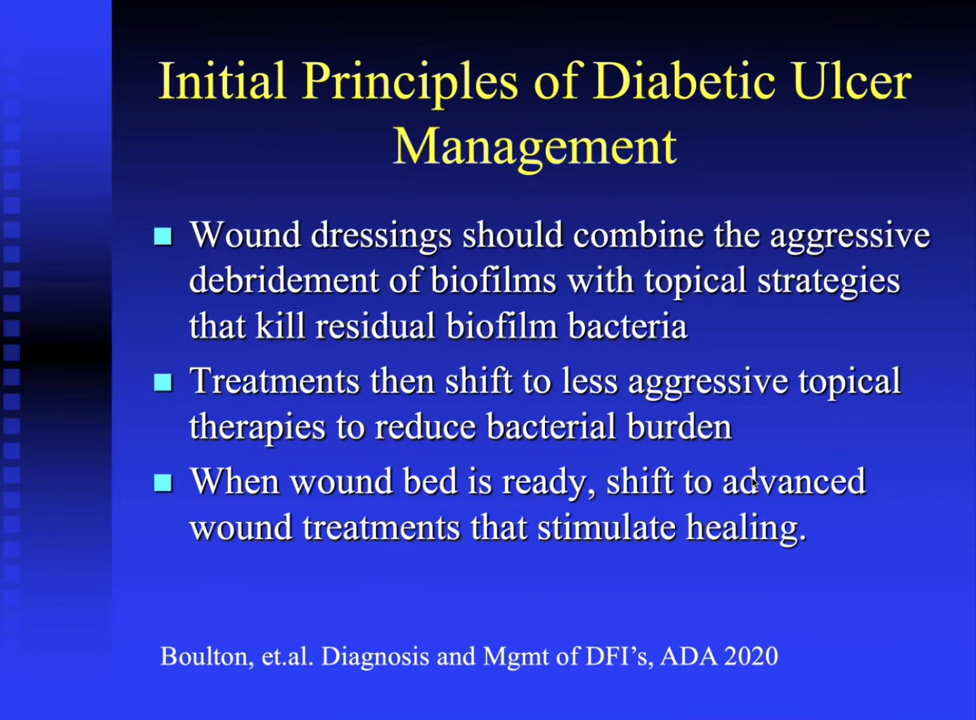 Initial Principles of Diabetic Ulcer
Management
Wound dressings should combine the aggressive
debridement of biofilms with topical strategies
that kill residual biofilm bacteria
Treatments then shift to less aggressive topical
therapies to reduce bacterial burden
When wound bed is ready, shift to advanced
wound treatments that stimulate healing.
Boulton, et.al. Diagnosis and Mgmt of DFI's, ADA 2020